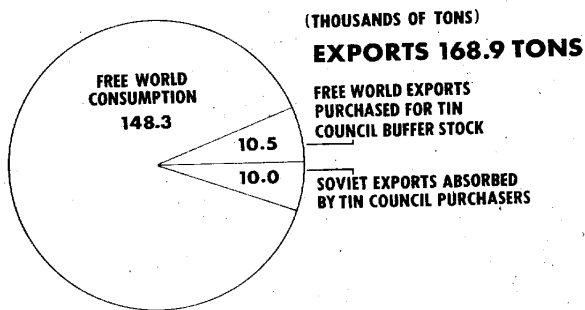 (THOUSANDS OF TONS)
EXPORTS 168.9 TONS
FREE WORLD
CONSUMPTION
148.3
FREE WORLD EXPORTS
PURCHASED FOR TIN
COUNCIL BUFFER STOCK
10.5
10.0
SOVIET EXPORTS ABSORBED
BY TIN COUNCIL PURCHASERS